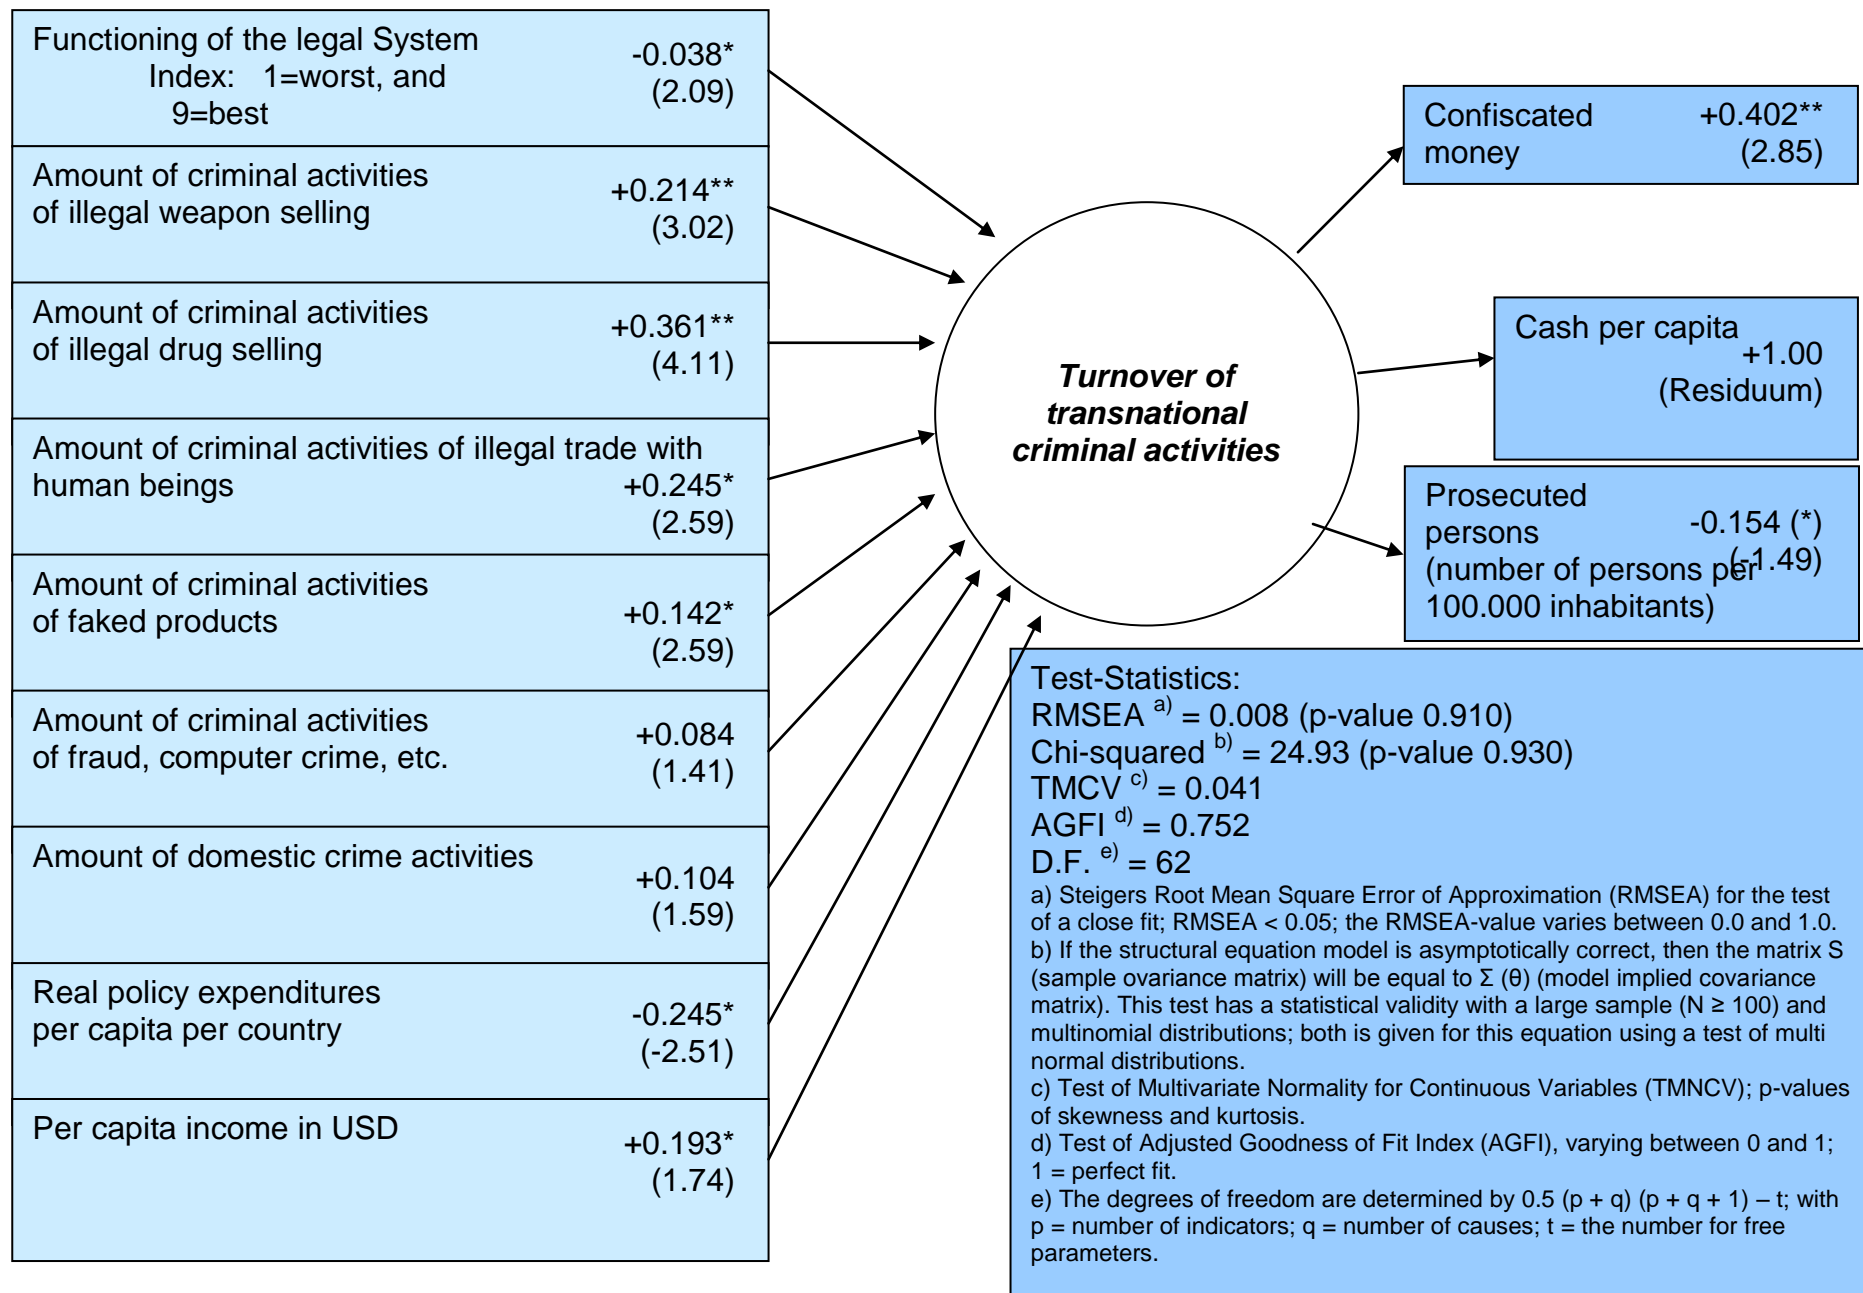 Functioning of the legal System
Index: 1=worst, and
9=best
-0.038*
(2.09)
Amount of criminal activities
of illegal weapon selling
+0.214**
(3.02)
Amount of criminal activities
of illegal drug selling
+0.361**
(4.11)
Amount of criminal activities of illegal trade with
human beings
+0.245*
(2.59)
Amount of criminal activities
of faked products
+0.142*
(2.59)
Amount of criminal activities
of fraud, computer crime, etc.
+0.084
(1.41)
Amount of domestic crime activities
+0.104
(1.59)
Real policy expenditures
per capita per country
-0.245*
(-2.51)
Per capita income in USD
+0.193*
(1.74)
Turnover of
transnational
criminal activities
Confiscated
money
+0.402**
(2.85)
Cash per capita
+1.00
(Residuum)
Prosecuted
persons
(number of persons per
100.000 inhabitants)
-0.154 (*)
(-1.49)
Test-Statistics:
RMSEA a) = 0.008 (p-value 0.910)
Chi-squared b) = 24.93 (p-value 0.930)
TMCV c) = 0.041
AGFI d) = 0.752
D.F. e) = 62
a) Steigers Root Mean Square Error of Approximation (RMSEA) for the test
of a close fit; RMSEA < 0.05; the RMSEA-value varies between 0.0 and 1.0.
b) If the structural equation model is asymptotically correct, then the matrix S
(sample ovariance matrix) will be equal to Σ (θ) (model implied covariance
matrix). This test has a statistical validity with a large sample (N ≥ 100) and
multinomial distributions; both is given for this equation using a test of multi
normal distributions.
c) Test of Multivariate Normality for Continuous Variables (TMNCV); p-values
of skewness and kurtosis.
d) Test of Adjusted Goodness of Fit Index (AGFI), varying between 0 and 1;
1 = perfect fit.
e) The degrees of freedom are determined by 0.5 (p + q) (p + q + 1) – t; with
p = number of indicators; q = number of causes; t = the number for free
parameters.